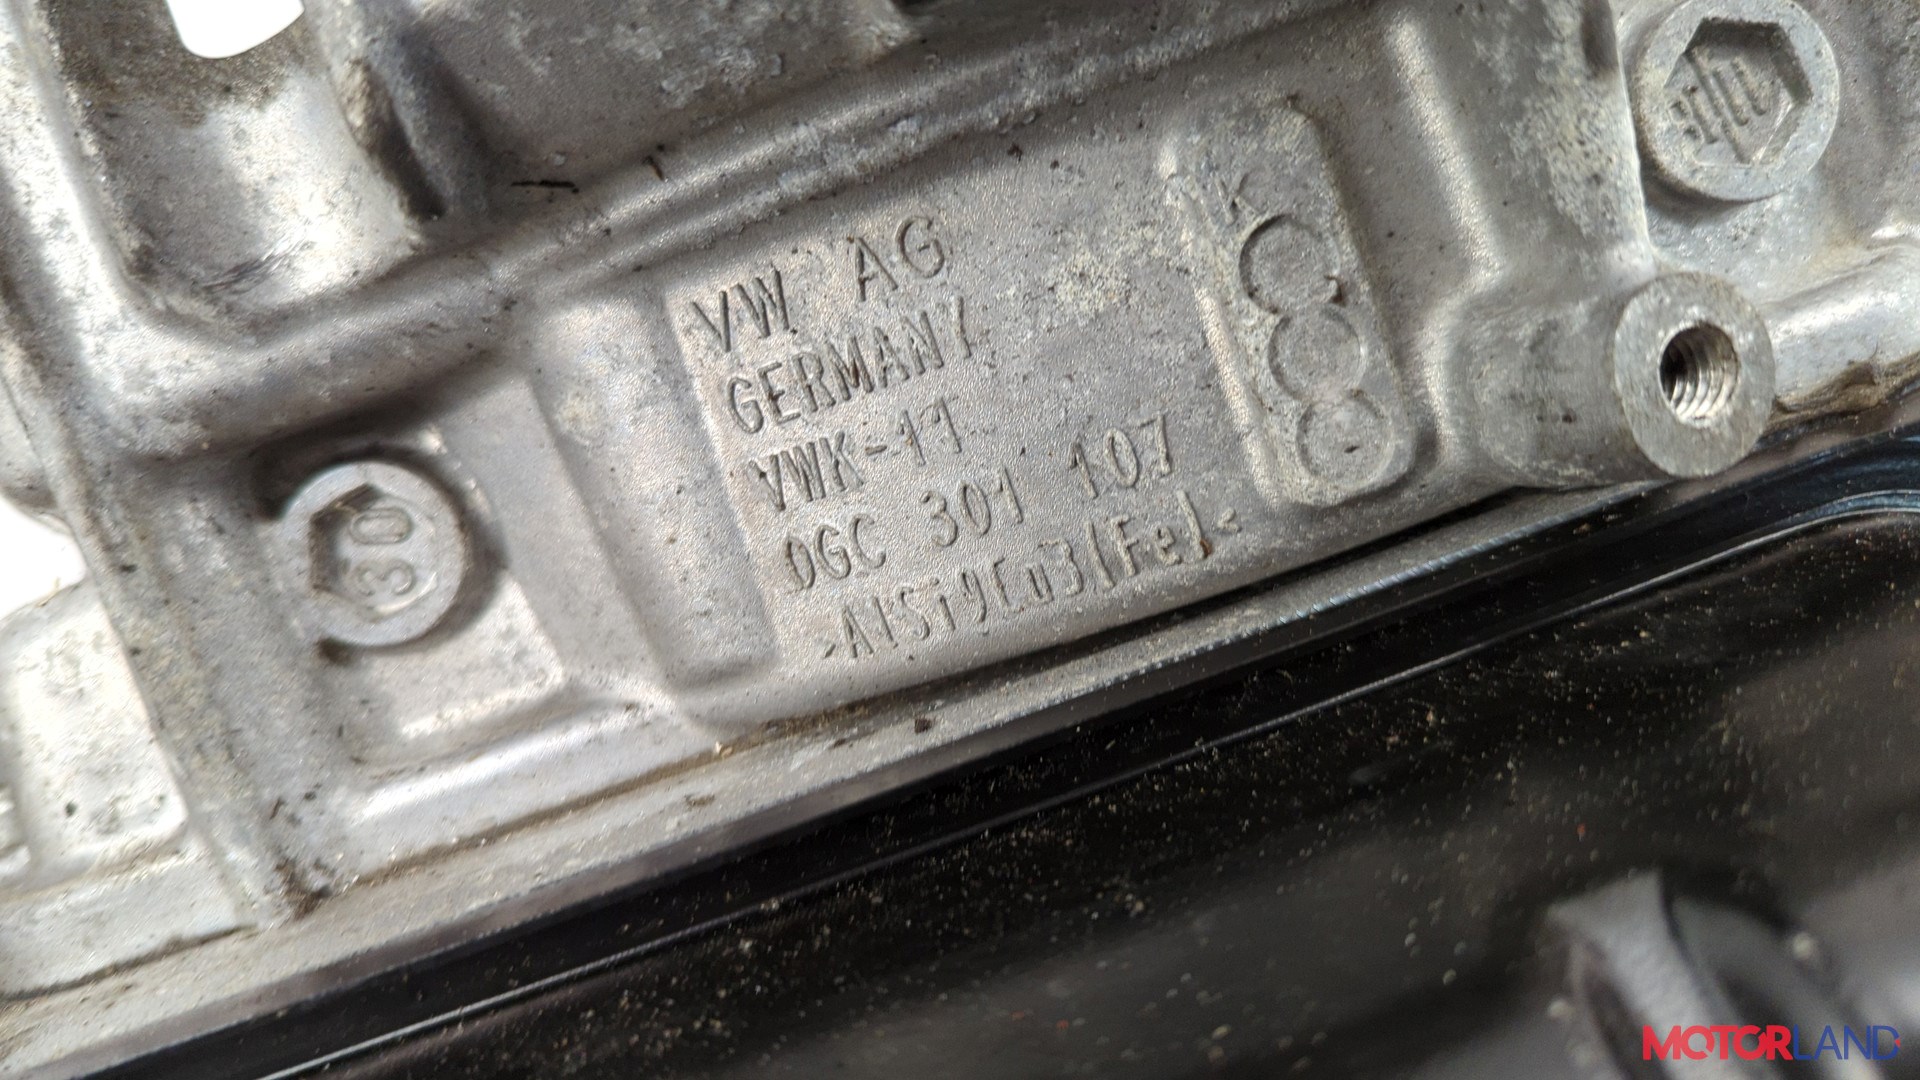 VW AG
GERMANY
VWK-11
0GC 301 107
>AlSi9Cu3(Fe)<
K
30
MOTORLAND